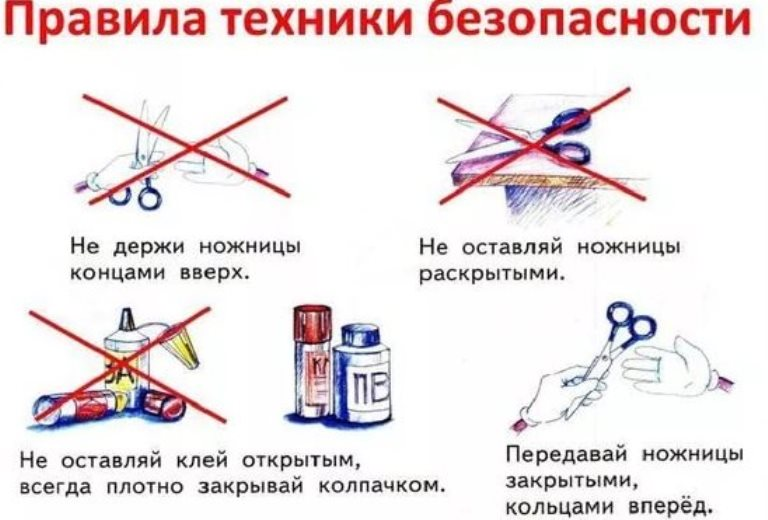 Правила техники безопасности
Не держи ножницы
концами вверх.
Не оставляй ножницы
раскрытыми.
КЛ
ПВ
Не оставляй клей открытым,
всегда плотно закрывай колпачком.
Передавай ножницы
закрытыми,
кольцами вперёд.